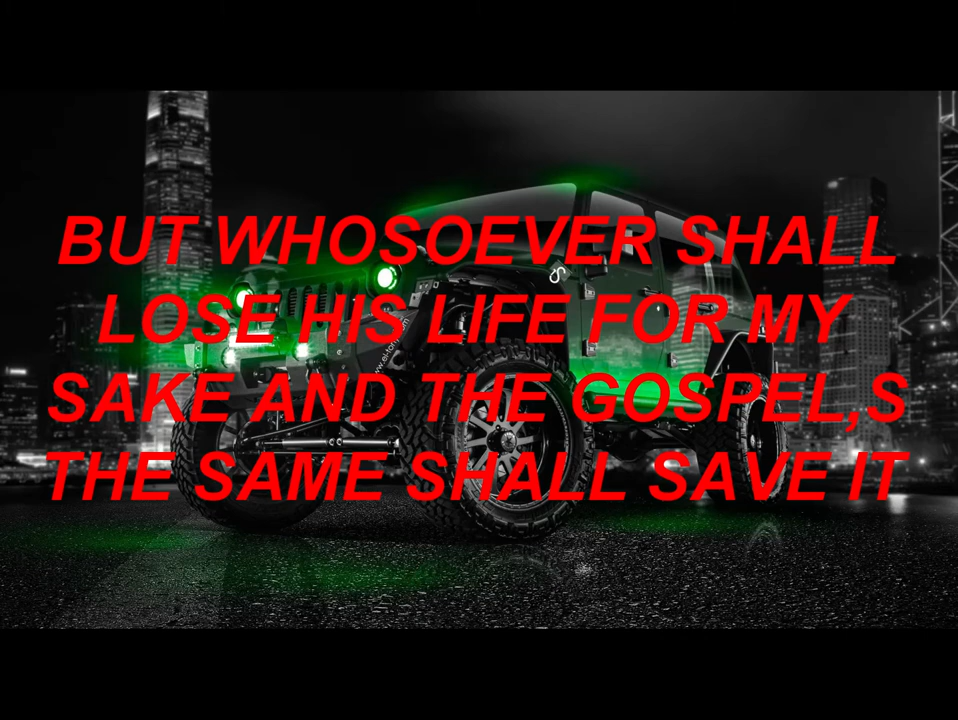 BUT WHOSOEVER SHALL
LOSE HIS LIFE FOR MY
SAKE AND THE GOSPEL,S
THE SAME SHALL SAVE IT